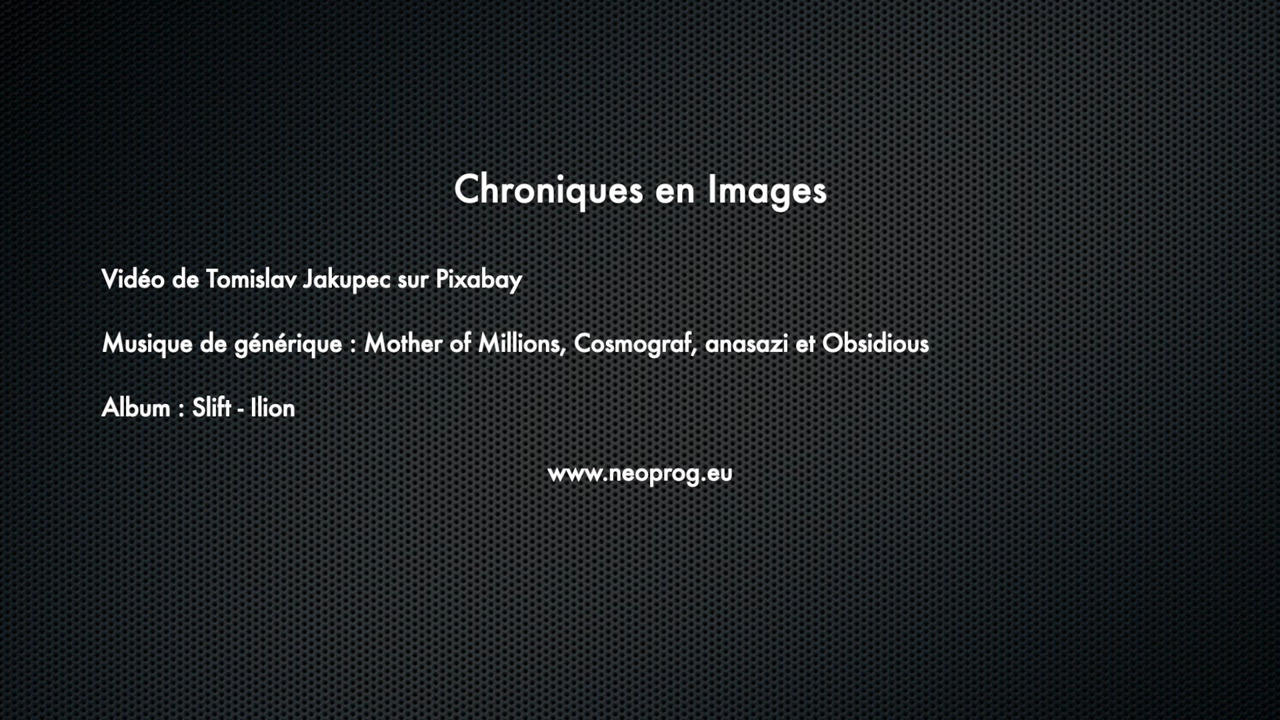 Chroniques en Images
Vidéo de Tomislav Jakupec sur Pixabay
Musique de générique : Mother of Millions, Cosmograf, anasazi et Obsidious
Album : Slift - Ilion
www.neoprog.eu